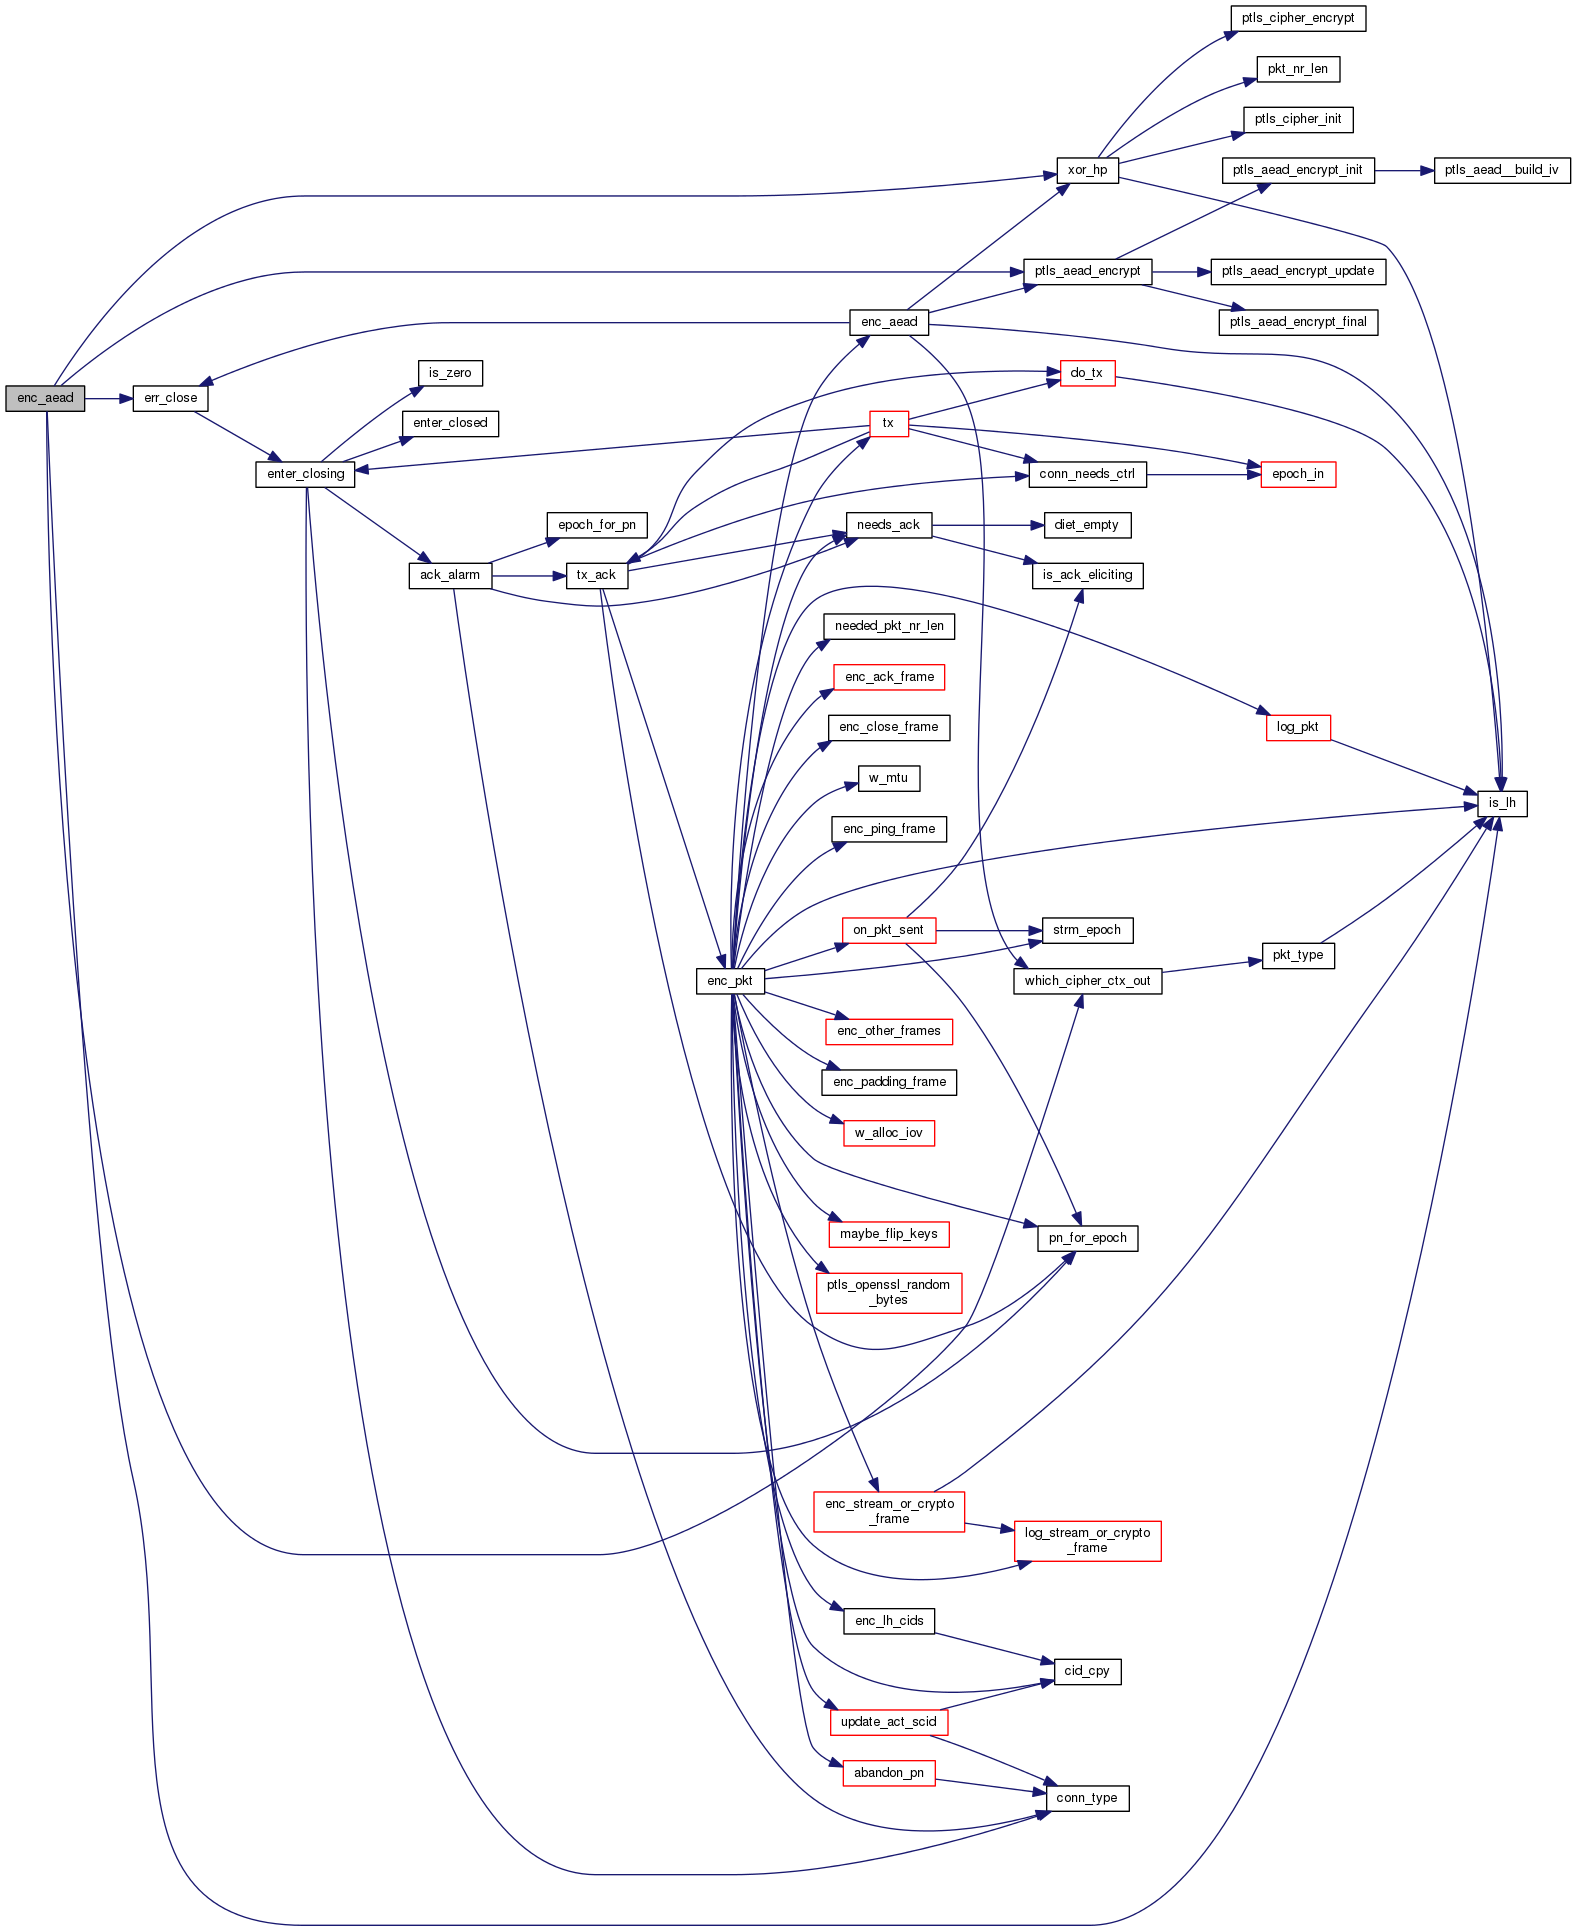 ptls_cipher_encrypt
pkt_nr_len
ptls_cipher_init
xor_hp
ptls_aead_encrypt_init
ptls_aead__build_iv
ptls_aead_encrypt
ptls_aead_encrypt_update
enc_aead
ptls_aead_encrypt_final
is_zero
do_tx
enc_aead
err_close
enter_closed
tx
enter_closing
conn_needs_ctrl
epoch_in
epoch_for_pn
needs_ack
diet_empty
ack_alarm
tx_ack
is_ack_eliciting
needed_pkt_nr_len
enc_ack_frame
enc_close_frame
log_pkt
w_mtu
is_lh
enc_ping_frame
on_pkt_sent
strm_epoch
pkt_type
enc_pkt
which_cipher_ctx_out
enc_other_frames
enc_padding_frame
w_alloc_iov
maybe_flip_keys
pn_for_epoch
ptls_openssl_random
_bytes
enc_stream_or_crypto
_frame
log_stream_or_crypto
_frame
enc_lh_cids
cid_cpy
update_act_scid
abandon_pn
conn_type